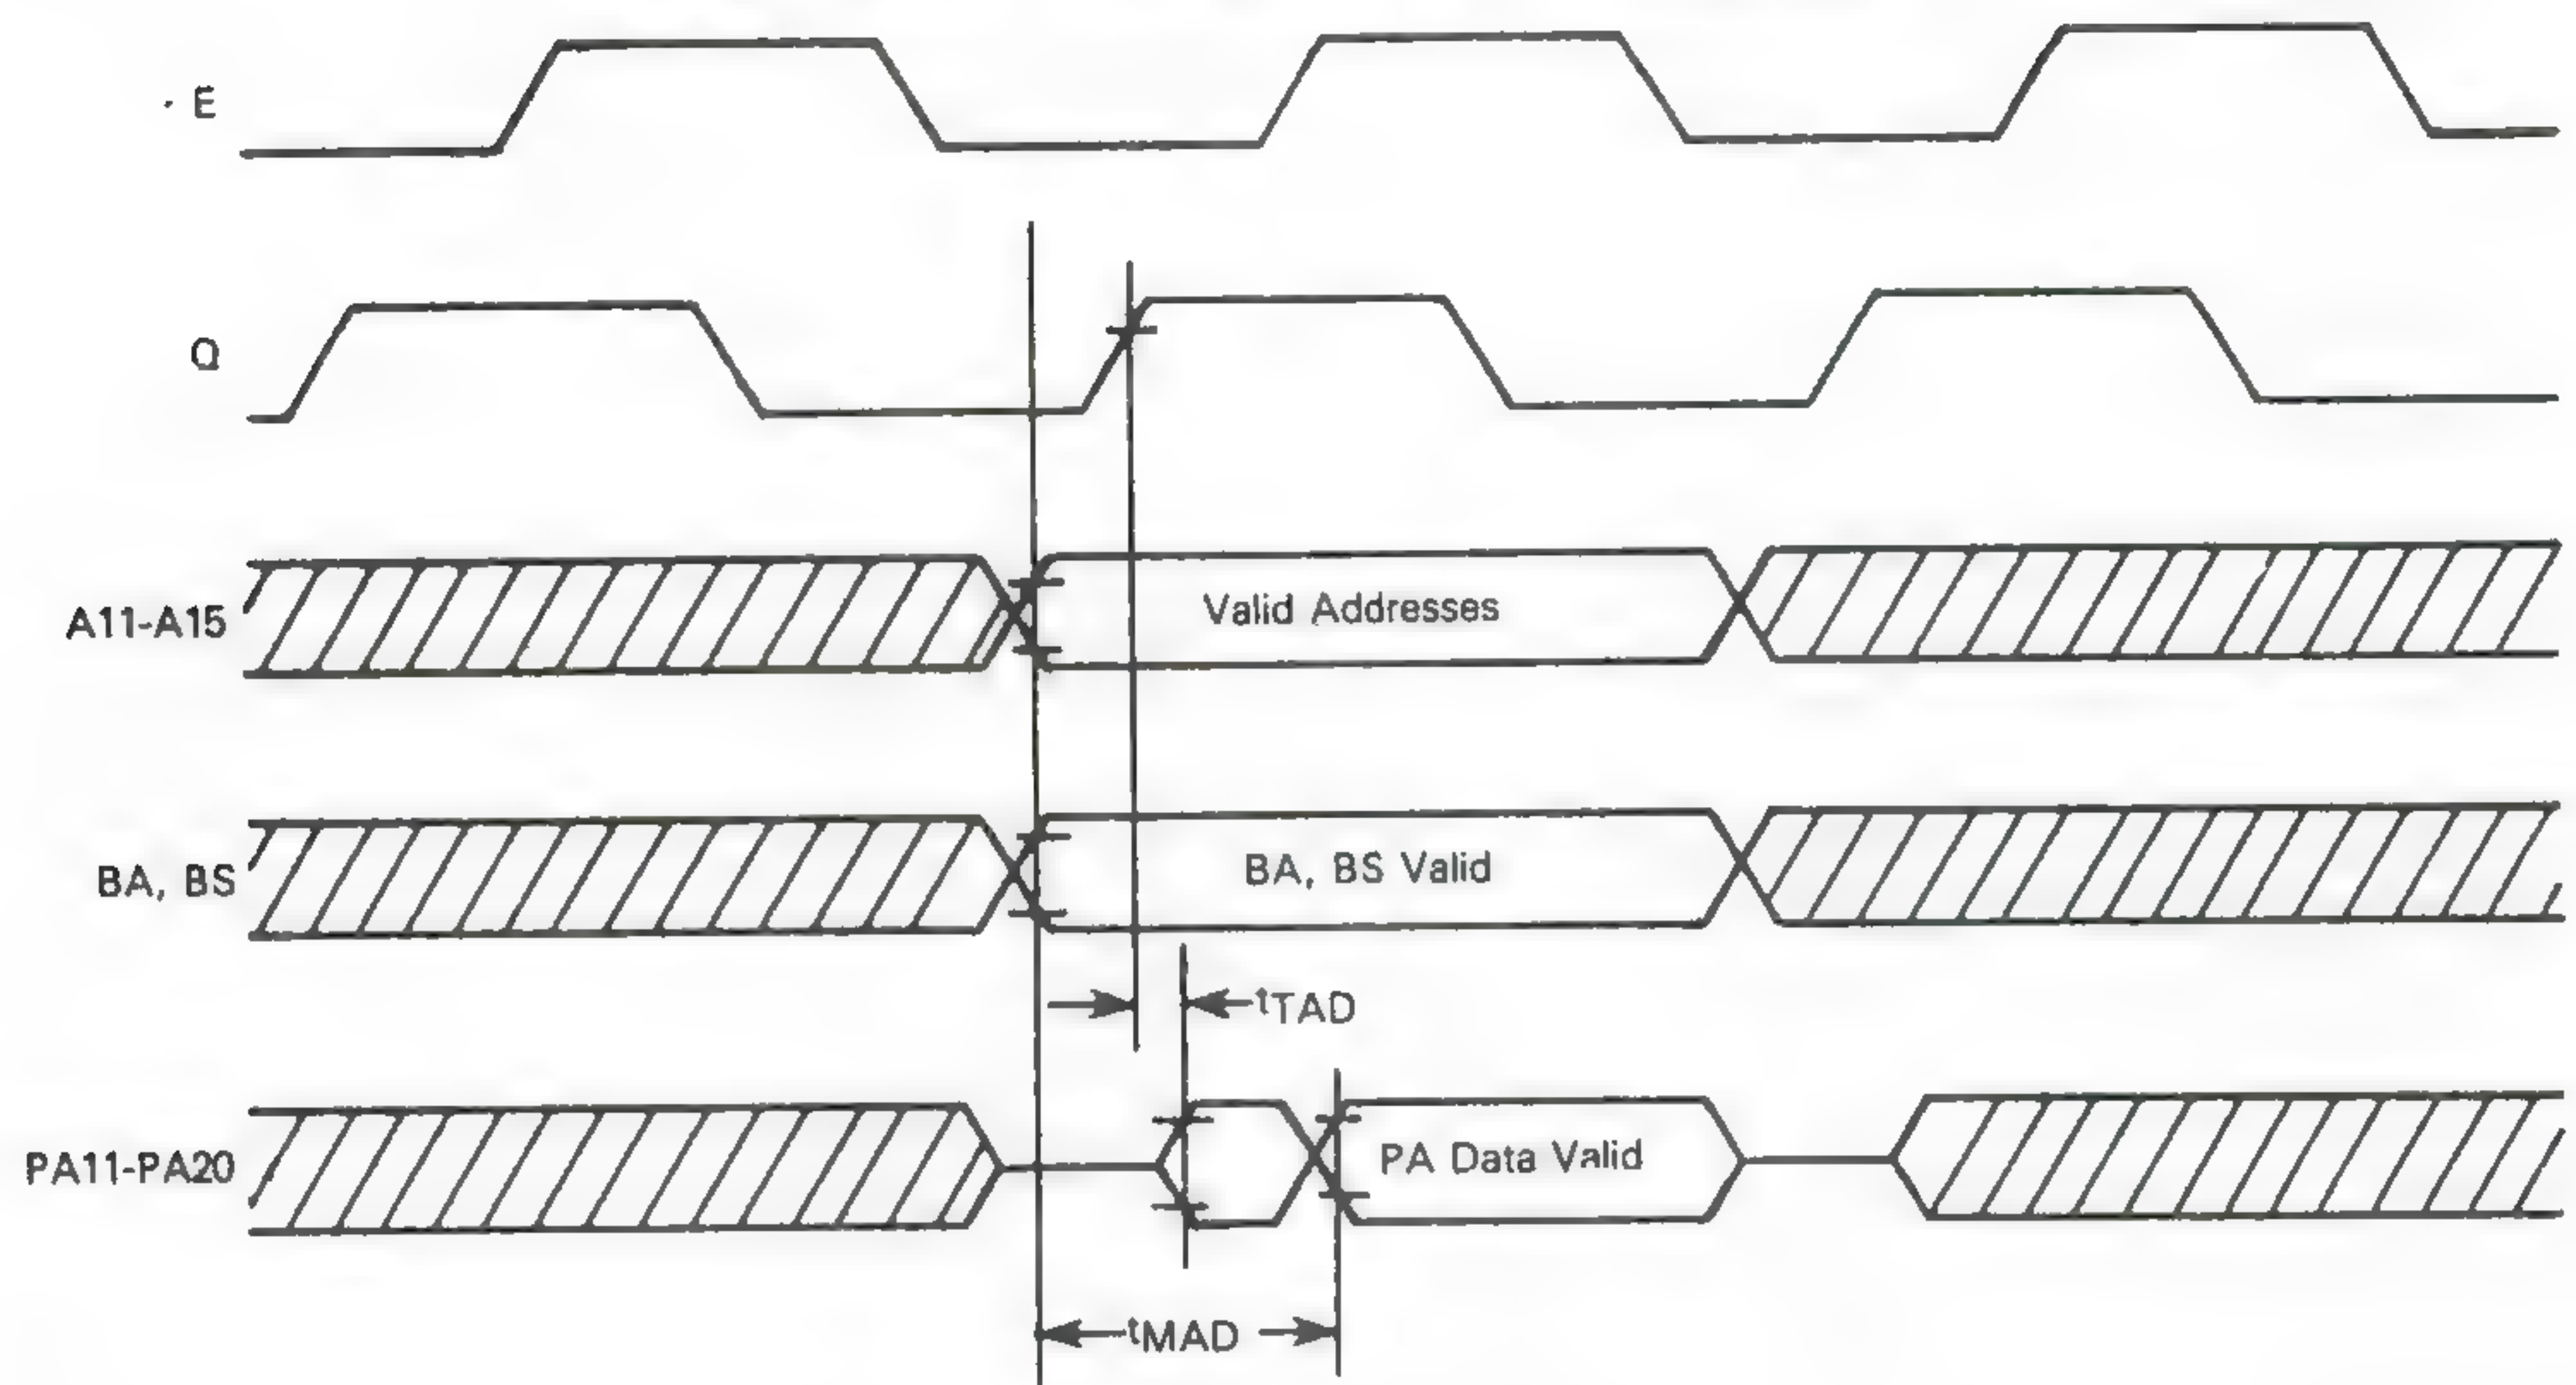 E
Q
A11-A15
Valid Addresses
BA, BS
BA, BS Valid
tTAD
PA11-PA20
PA Data Valid
tMAD